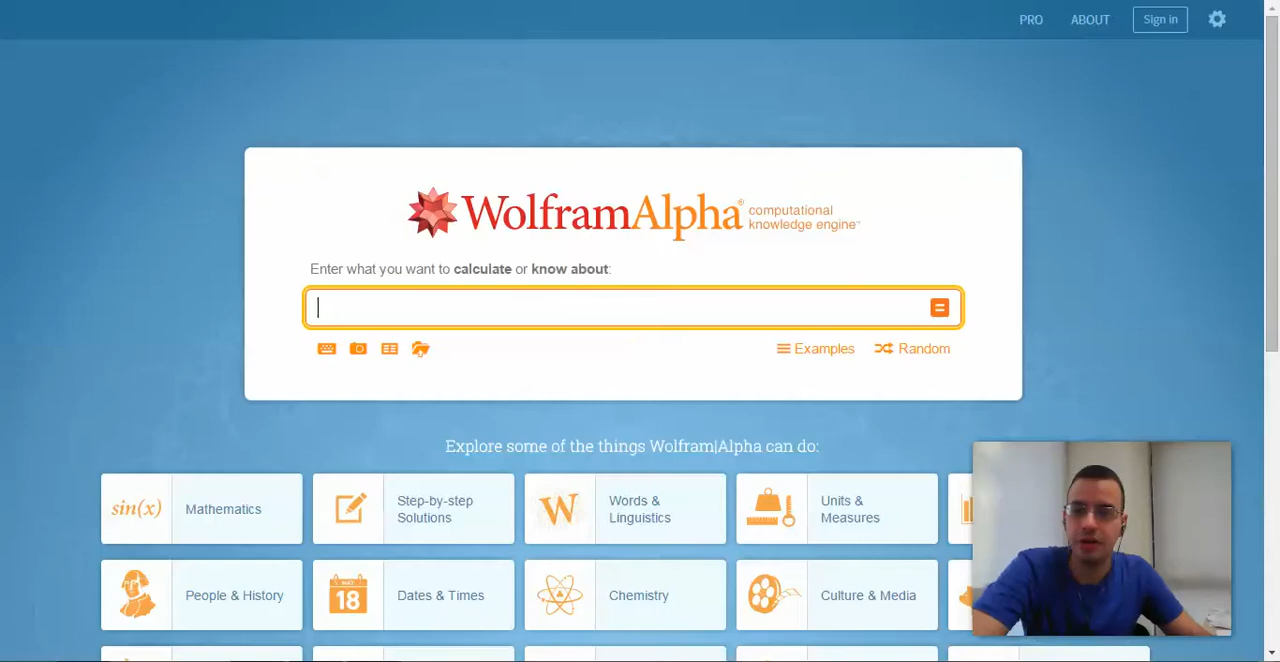 PRO ABOUT Sign in
WolframAlpha® computational
knowledge engine™
Enter what you want to calculate or know about:
Examples Random
Explore some of the things Wolfram|Alpha can do:
sin(x) Mathematics
Step-by-step
Solutions
W Words &
Linguistics
Units &
Measures
People & History
18 Dates & Times
Chemistry
Culture & Media